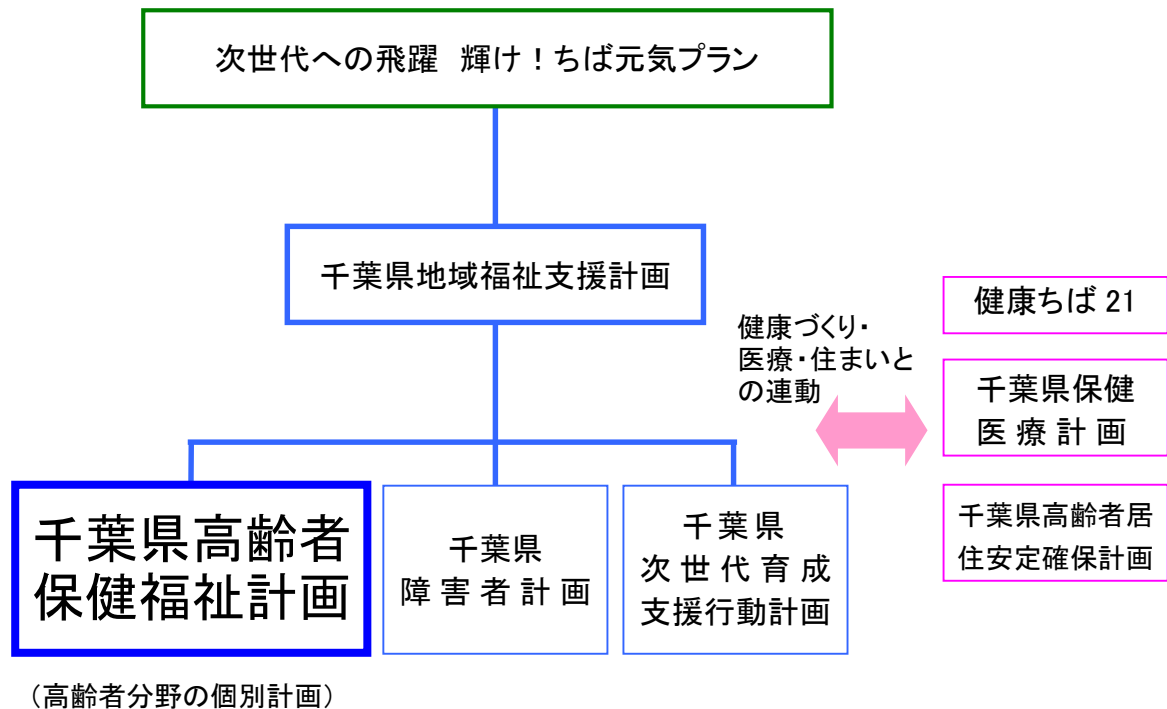 次世代への飛躍 輝け！ちば元気プラン
千葉県地域福祉支援計画
健康づくり・
医療・住まいと
の連動
健康ちば 21
千葉県保健
医 療 計 画
千葉県高齢者居
住安定確保計画
千葉県高齢者
保健福祉計画
千葉県
障 害 者 計 画
千葉県
次 世 代 育 成
支援行動計画
（高齢者分野の個別計画）